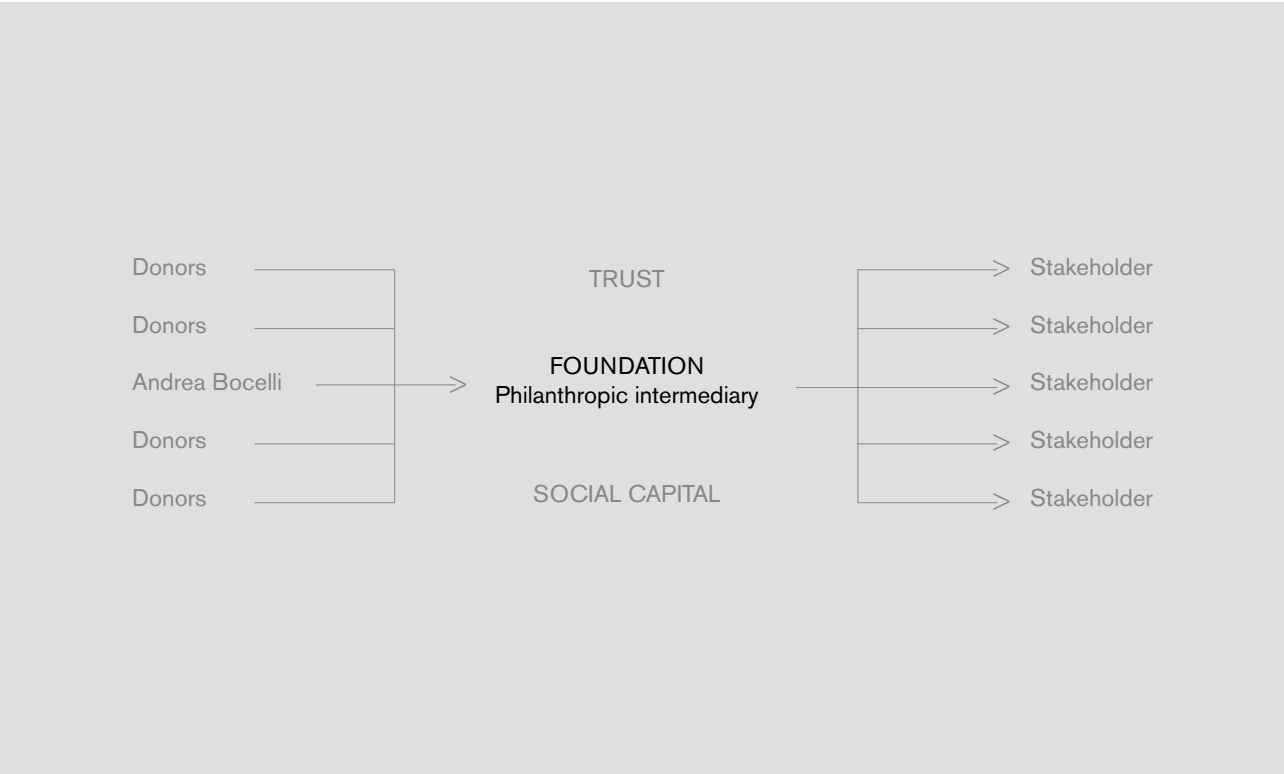 Donors
Donors
Andrea Bocelli
Donors
Donors
TRUST
FOUNDATION
Philanthropic intermediary
SOCIAL CAPITAL
Stakeholder
Stakeholder
Stakeholder
Stakeholder
Stakeholder